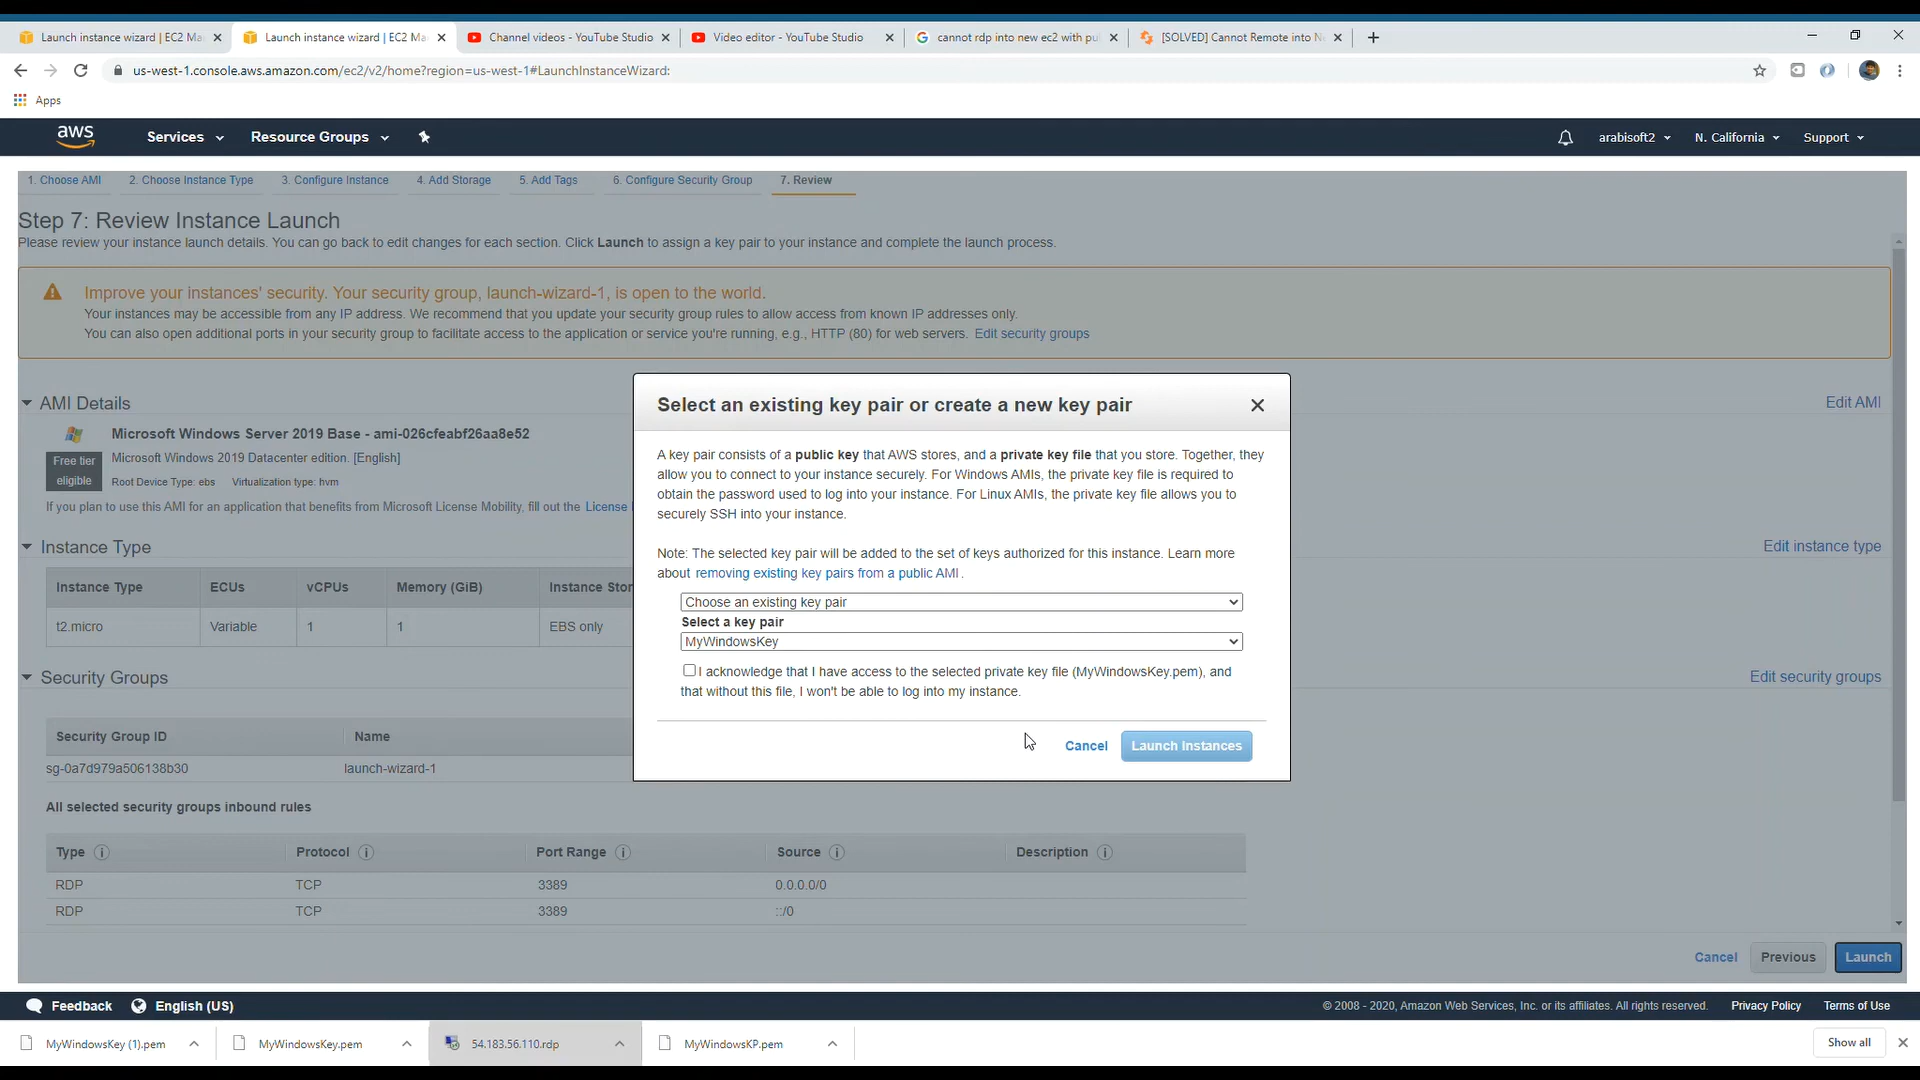 Launch instance wizard | EC2 Ma
Launch instance wizard | EC2 Ma
Channel videos - YouTube Studio
Video editor - YouTube Studio
cannot rdp into new ec2 with pu
[SOLVED] Cannot Remote into N
us-west-1.console.aws.amazon.com/ec2/v2/home?region=us-west-1#LaunchInstanceWizard:
Apps
aws
Services
Resource Groups
arabisoft2
N. California
Support
1. Choose AMI
2. Choose Instance Type
3. Configure Instance
4. Add Storage
5. Add Tags
6. Configure Security Group
7. Review
Step 7: Review Instance Launch
Please review your instance launch details. You can go back to edit changes for each section. Click Launch to assign a key pair to your instance and complete the launch process.
Improve your instances' security. Your security group, launch-wizard-1, is open to the world.
Your instances may be accessible from any IP address. We recommend that you update your security group rules to allow access from known IP addresses only.
You can also open additional ports in your security group to facilitate access to the application or service you're running, e.g., HTTP (80) for web servers. Edit security groups
AMI Details
Edit AMI
Microsoft Windows Server 2019 Base - ami-026cfeabf26aa8e52
Free tier
eligible
Microsoft Windows 2019 Datacenter edition. [English]
Root Device Type: ebs Virtualization type: hvm
If you plan to use this AMI for an application that benefits from Microsoft License Mobility, fill out the License
Instance Type
Edit instance type
Instance Type
ECUs
vCPUs
Memory (GiB)
Instance Stor
t2.micro
Variable
1
1
EBS only
Security Groups
Edit security groups
Security Group ID
Name
sg-0a7d979a506138b30
launch-wizard-1
All selected security groups inbound rules
Type
Protocol
Port Range
Source
Description
RDP
TCP
3389
0.0.0.0/0
RDP
TCP
3389
::/0
Select an existing key pair or create a new key pair
A key pair consists of a public key that AWS stores, and a private key file that you store. Together, they
allow you to connect to your instance securely. For Windows AMIs, the private key file is required to
obtain the password used to log into your instance. For Linux AMIs, the private key file allows you to
securely SSH into your instance.
Note: The selected key pair will be added to the set of keys authorized for this instance. Learn more
about removing existing key pairs from a public AMI.
Choose an existing key pair
Select a key pair
MyWindowsKey
I acknowledge that I have access to the selected private key file (MyWindowsKey.pem), and
that without this file, I won't be able to log into my instance.
Cancel
Launch Instances
Cancel
Previous
Launch
Feedback
English (US)
© 2008 - 2020, Amazon Web Services, Inc. or its affiliates. All rights reserved.
Privacy Policy
Terms of Use
MyWindowsKey (1).pem
MyWindowsKey.pem
54.183.56.110.rdp
MyWindowsKP.pem
Show all